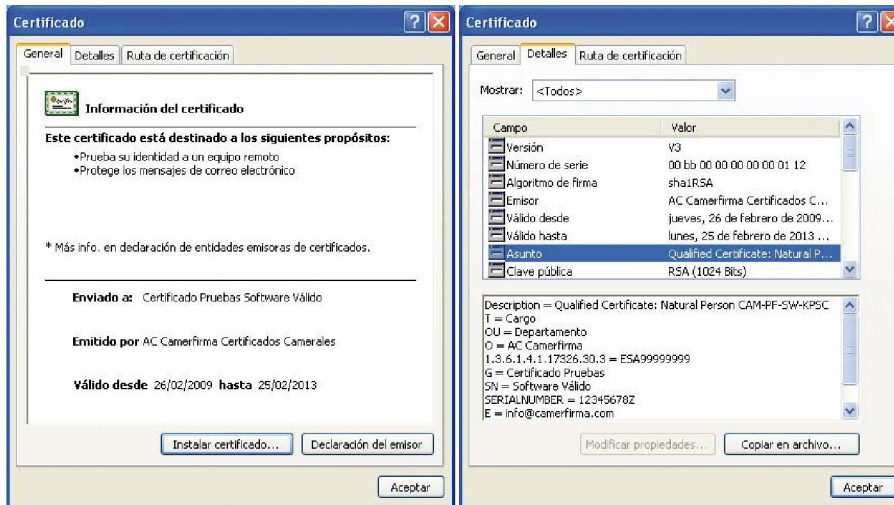 Certificado
General Detalles Ruta de certificación
Información del certificado
Este certificado está destinado a los siguientes propósitos:
•Prueba su identidad a un equipo remoto
•Protege los mensajes de correo electrónico
* Más info. en declaración de entidades emisoras de certificados.
Enviado a: Certificado Pruebas Software Válido
Emitido por AC Camerfirma Certificados Camerales
Válido desde 26/02/2009 hasta 25/02/2013
Instalar certificado... Declaración del emisor
Aceptar
Certificado
General Detalles Ruta de certificación
Mostrar: <Todos>
Campo Valor
Versión V3
Número de serie 00 bb 00 00 00 00 00 01 12
Algoritmo de firma sha1RSA
Emisor AC Camerfirma Certificados C...
Válido desde jueves, 26 de febrero de 2009...
Válido hasta lunes, 25 de febrero de 2013 ...
Asunto Qualified Certificate: Natural P...
Clave pública RSA (1024 Bits)
Description = Qualified Certificate: Natural Person CAM-PF-SW-KPSC
T = Cargo
OU = Departamento
O = AC Camerfirma
1.3.6.1.4.1.17326.30.3 = ESA99999999
G = Certificado Pruebas
SN = Software Válido
SERIALNUMBER = 12345678Z
E = info@camerfirma.com
Modificar propiedades... Copiar en archivo...
Aceptar